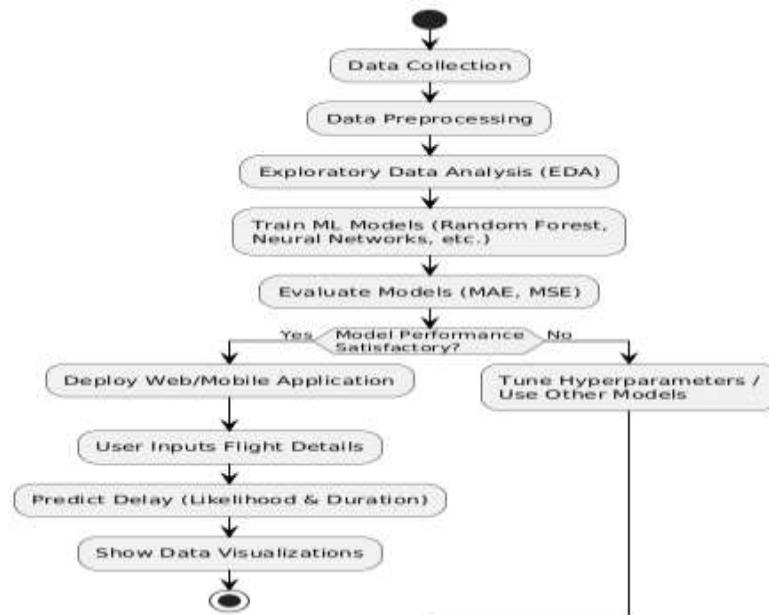 Data Collection
Data Preprocessing
Exploratory Data Analysis (EDA)
Train ML Models (Random Forest,
Neural Networks, etc.)
Evaluate Models (MAE, MSE)
Yes
Model Performance
Satisfactory?
No
Deploy Web/Mobile Application
Tune Hyperparameters /
Use Other Models
User Inputs Flight Details
Predict Delay (Likelihood & Duration)
Show Data Visualizations